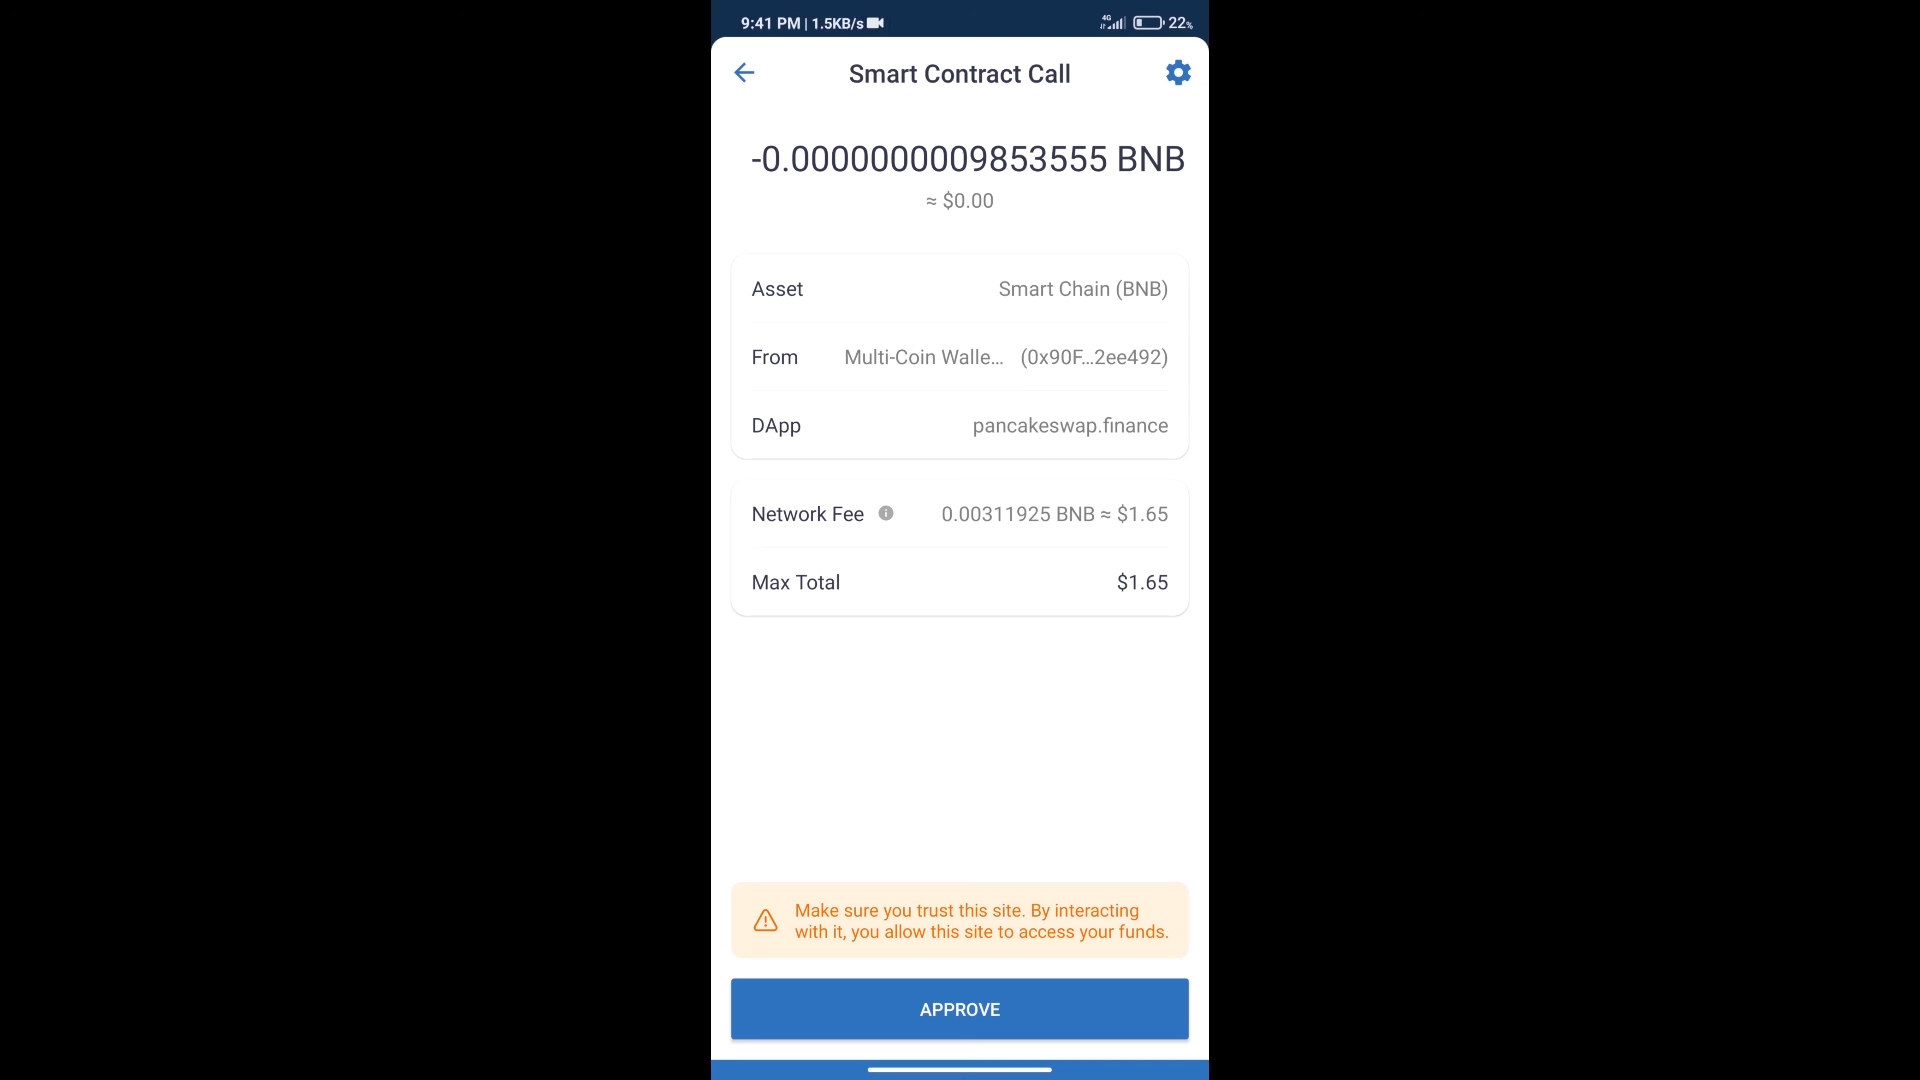 9:41 PM | 1.5KB/s 4G 22%
Smart Contract Call
-0.0000000009853555 BNB
≈ $0.00
Asset Smart Chain (BNB)
From Multi-Coin Walle... (0x90F...2ee492)
DApp pancakeswap.finance
Network Fee 0.00311925 BNB ≈ $1.65
Max Total $1.65
Make sure you trust this site. By interacting
with it, you allow this site to access your funds.
APPROVE